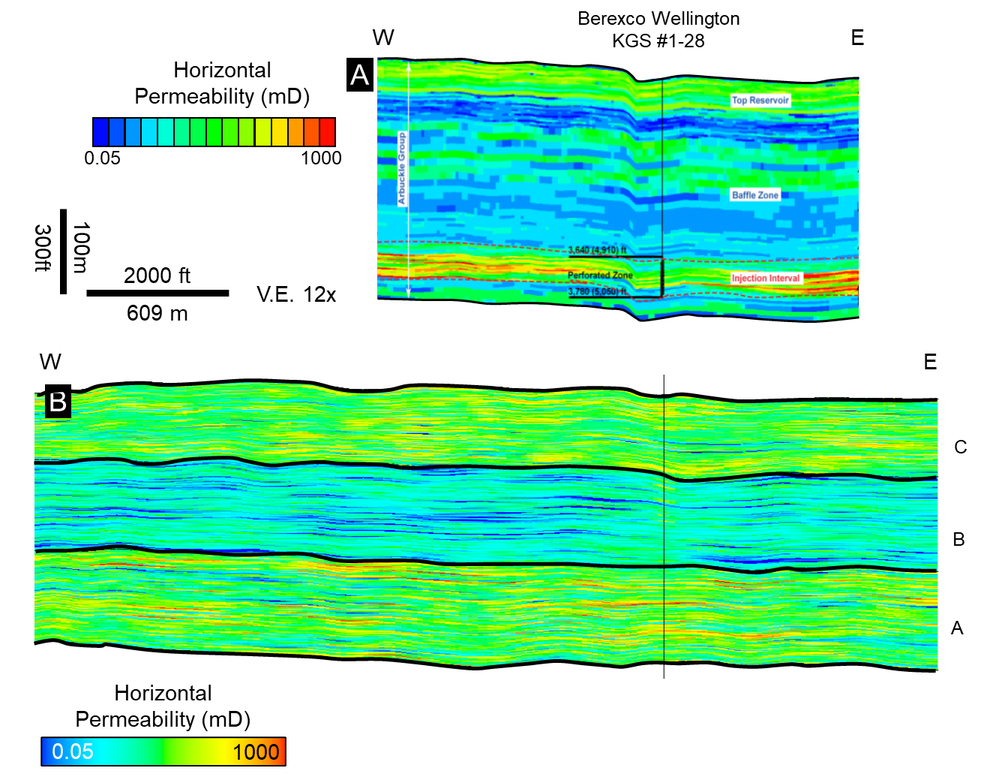 Berexco Wellington
KGS #1-28
W
E
A
Horizontal
Permeability (mD)
0.05
1000
Top Reservoir
Arbuckle Group
Baffle Zone
3,640 (4,910) ft
Perforated Zone
3,780 (5,050) ft
Injection Interval
100m
300ft
2000 ft
609 m
V.E. 12x
W
E
B
C
B
A
Horizontal
Permeability (mD)
0.05
1000